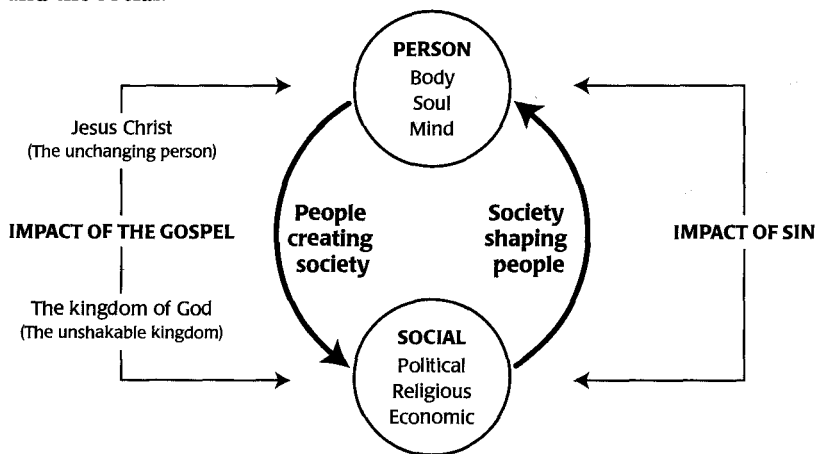 PERSON
Body
Soul
Mind
Jesus Christ
(The unchanging person)
IMPACT OF THE GOSPEL
The kingdom of God
(The unshakable kingdom)
People
creating
society
Society
shaping
people
IMPACT OF SIN
SOCIAL
Political
Religious
Economic